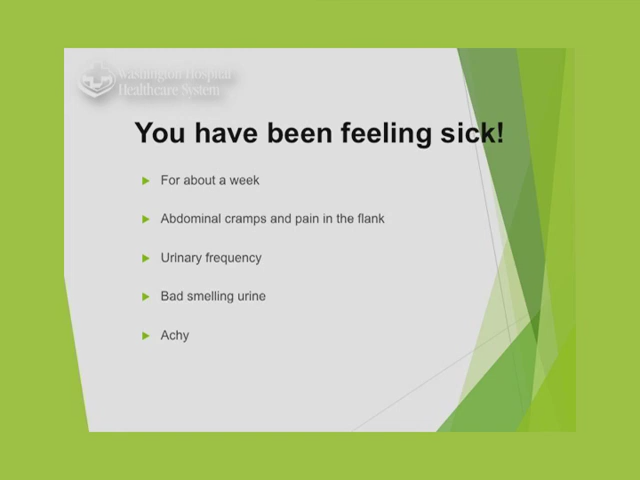 Washington Hospital
Healthcare System
You have been feeling sick!
For about a week
Abdominal cramps and pain in the flank
Urinary frequency
Bad smelling urine
Achy